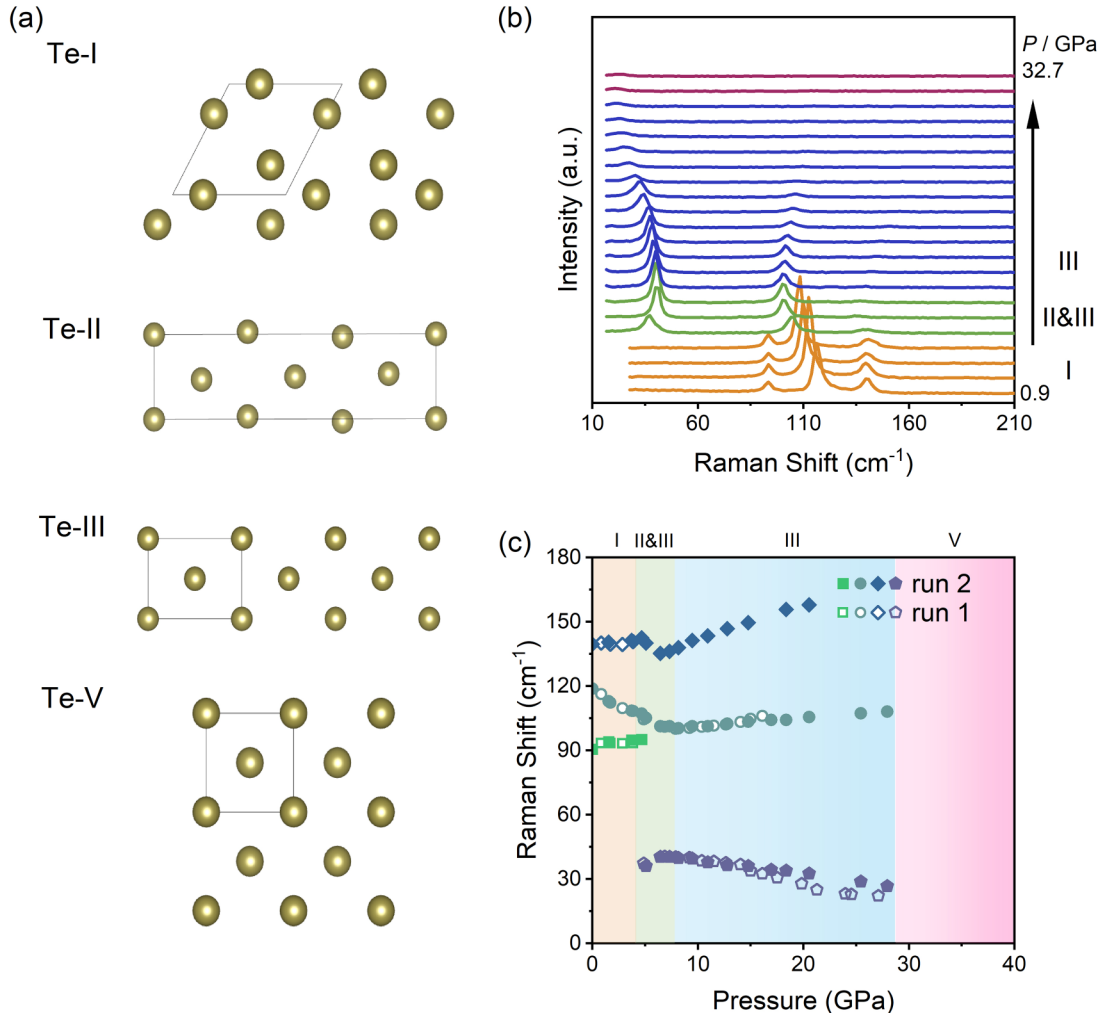 (a)
Te-I
Te-II
Te-III
Te-V
(b)
P / GPa
32.7
III
II&III
I
0.9
Intensity (a.u.)
10 60 110 160 210
Raman Shift (cm-1)
(c)
I II&III III V
180
150
120
90
60
30
0
run 2
run 1
Raman Shift (cm-1)
0 10 20 30 40
Pressure (GPa)